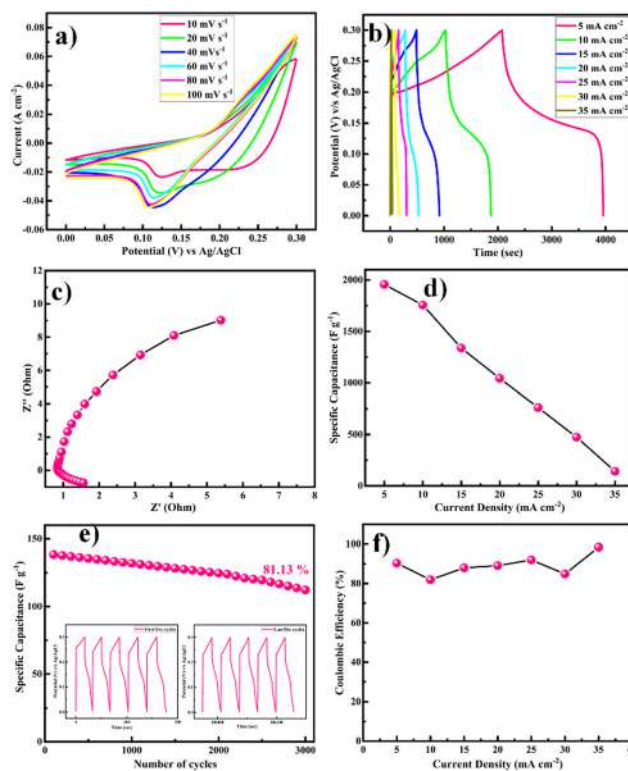 a)
10 mV s⁻¹
20 mV s⁻¹
40 mVs⁻¹
60 mV s⁻¹
80 mV s⁻¹
100 mV s⁻¹
0.08
0.06
0.04
0.02
0.00
-0.02
-0.04
-0.06
Current (A cm⁻²)
0.00 0.05 0.10 0.15 0.20 0.25 0.30
Potential (V) vs Ag/AgCl
b)
5 mA cm⁻²
10 mA cm⁻²
15 mA cm⁻²
20 mA cm⁻²
25 mA cm⁻²
30 mA cm⁻²
35 mA cm⁻²
0.30
0.20
0.10
0.00
Potential (V) v/s Ag/AgCl
0 1000 2000 3000 4000
Time (sec)
c)
12
10
8
6
4
2
0
Z'' (Ohm)
1 2 3 4 5 6 7 8
Z' (Ohm)
d)
2000
1500
1000
500
0
Specific Capacitance (F g⁻¹)
5 10 15 20 25 30 35
Current Density (mA cm⁻²)
e)
81.13 %
150
125
100
75
50
25
0
Specific Capacitance (F g⁻¹)
0 1000 2000 3000
Number of cycles
f)
100
80
60
40
20
0
Coulombic Efficiency (%)
0 5 10 15 20 25 30 35 40
Current Density (mA cm⁻²)